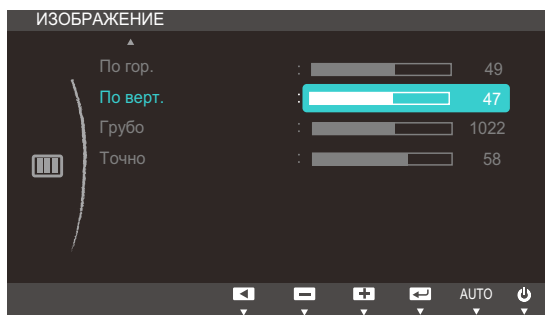 ИЗОБРАЖЕНИЕ
По гор. : 49
По верт. : 47
Грубо : 1022
Точно : 58
AUTO